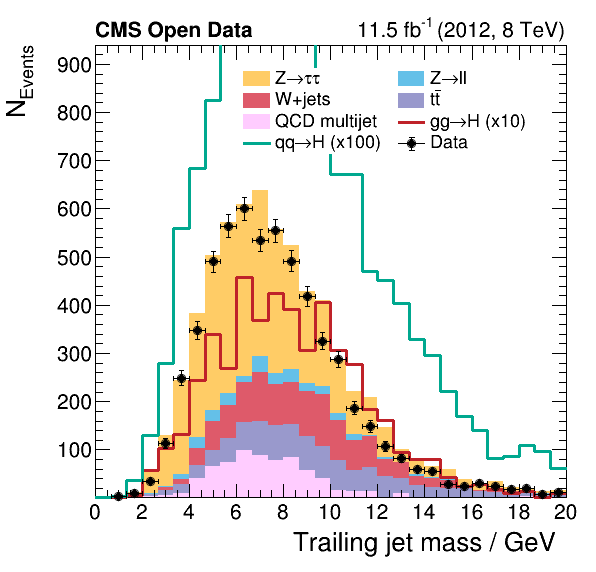 CMS Open Data 11.5 fb⁻¹ (2012, 8 TeV)
N_Events
900
800
700
600
500
400
300
200
100
Z→ττ Z→ll
W+jets tt̄
QCD multijet gg→H (x10)
qq→H (x100) Data
0 2 4 6 8 10 12 14 16 18 20
Trailing jet mass / GeV